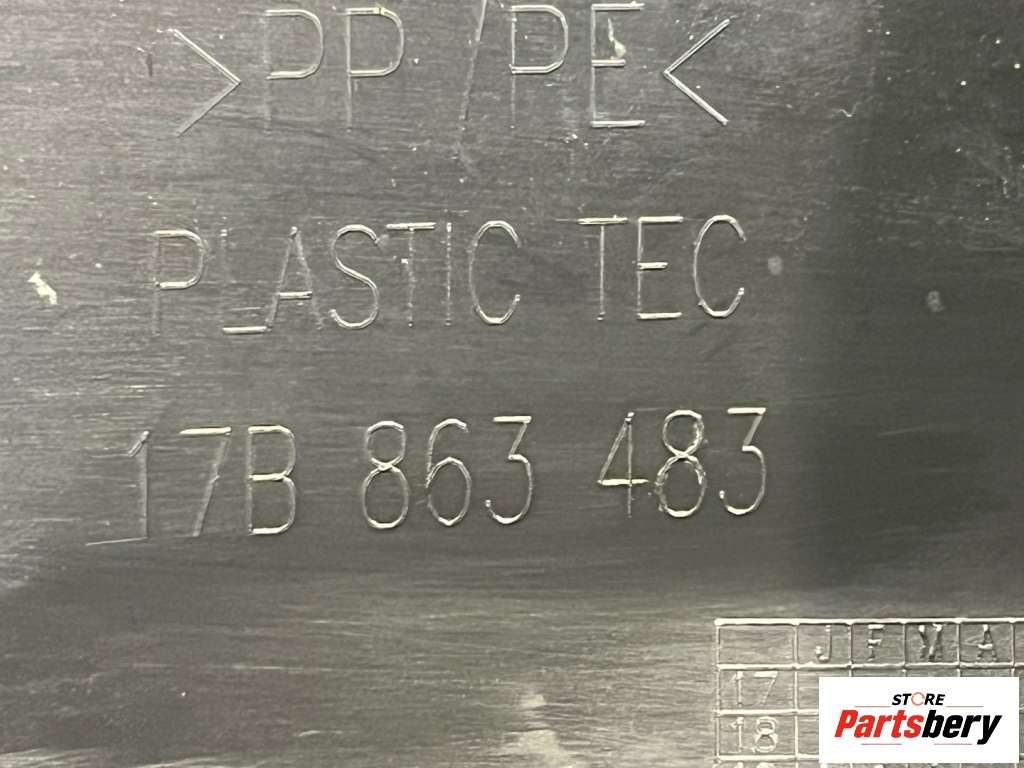 >PP/PE<
PLASTIC TEC
17B 863 483
J F M A
17
18
STORE
Partsbery